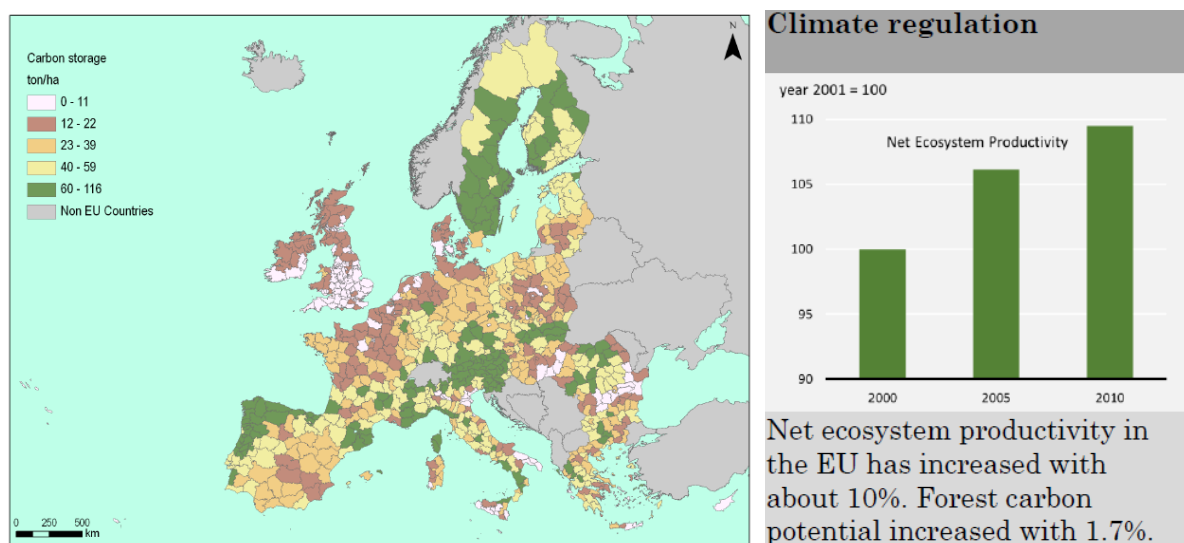 Carbon storage
ton/ha
0 - 11
12 - 22
23 - 39
40 - 59
60 - 116
Non EU Countries
N
0 250 500
km
Climate regulation
year 2001 = 100
Net Ecosystem Productivity
110
105
100
95
90
2000 2005 2010
Net ecosystem productivity in
the EU has increased with
about 10%. Forest carbon
potential increased with 1.7%.